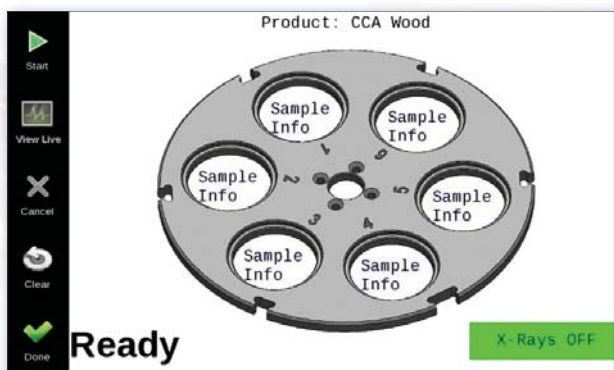 Product: CCA Wood
Start
View Live
Cancel
Clear
Done
Sample
Info
1
Sample
Info
6
Sample
Info
2
Sample
Info
5
Sample
Info
3
Sample
Info
4
Ready
X-Rays OFF